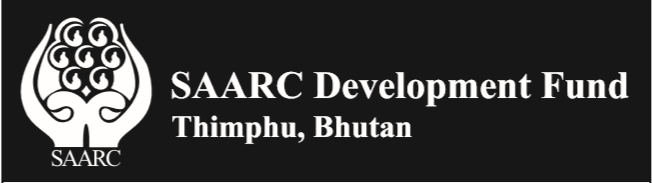 SAARC Development Fund
Thimphu, Bhutan
SAARC